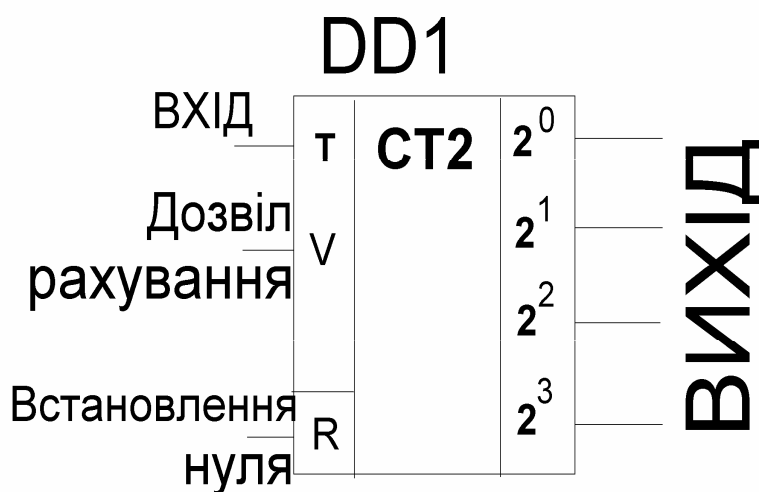 DD1
ВХІД
T
CT2
2^0
Дозвіл
рахування
V
2^1
2^2
Встановлення
нуля
R
2^3
ВИХІД